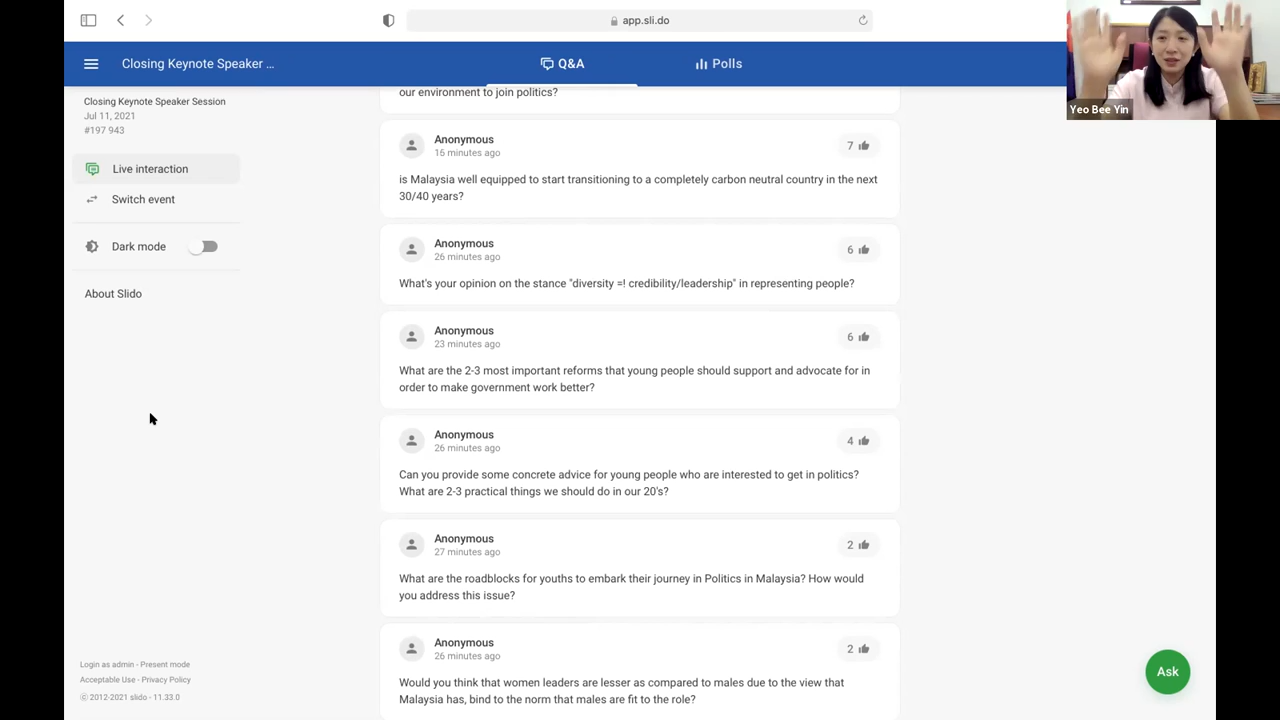 app.sli.do
Closing Keynote Speaker ...
Q&A
Polls
Yeo Bee Yin
Closing Keynote Speaker Session
Jul 11, 2021
#197 943
Live interaction
Switch event
Dark mode
About Slido
our environment to join politics?
Anonymous
7
16 minutes ago
is Malaysia well equipped to start transitioning to a completely carbon neutral country in the next
30/40 years?
Anonymous
6
26 minutes ago
What's your opinion on the stance "diversity =! credibility/leadership" in representing people?
Anonymous
6
23 minutes ago
What are the 2-3 most important reforms that young people should support and advocate for in
order to make government work better?
Anonymous
4
26 minutes ago
Can you provide some concrete advice for young people who are interested to get in politics?
What are 2-3 practical things we should do in our 20's?
Anonymous
2
27 minutes ago
What are the roadblocks for youths to embark their journey in Politics in Malaysia? How would
you address this issue?
Anonymous
2
26 minutes ago
Would you think that women leaders are lesser as compared to males due to the view that
Malaysia has, bind to the norm that males are fit to the role?
Login as admin - Present mode
Acceptable Use - Privacy Policy
© 2012-2021 slido - 11.33.0
Ask